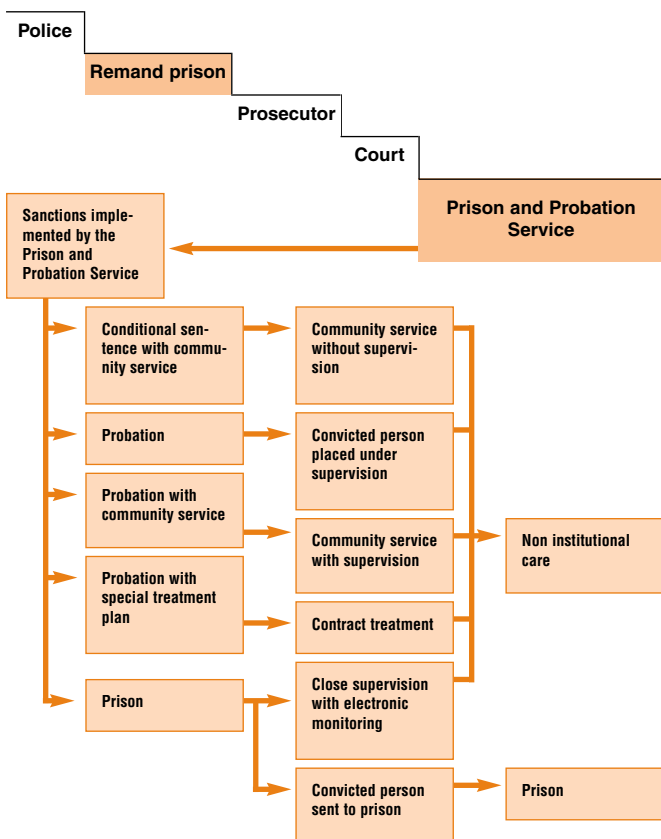 Police
Remand prison
Prosecutor
Court
Prison and Probation
Service
Sanctions imple-
mented by the
Prison and
Probation Service
Conditional sen-
tence with commu-
nity service
Community service
without supervi-
sion
Probation
Convicted person
placed under
supervision
Probation with
community service
Community service
with supervision
Non institutional
care
Probation with
special treatment
plan
Contract treatment
Prison
Close supervision
with electronic
monitoring
Convicted person
sent to prison
Prison